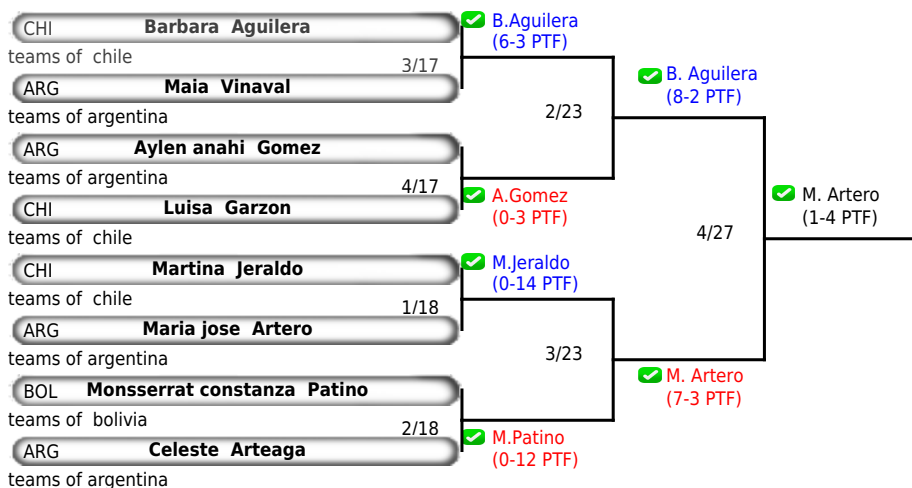 CHI Barbara Aguilera
B.Aguilera
(6-3 PTF)
teams of chile
3/17
ARG Maia Vinaval
B. Aguilera
(8-2 PTF)
teams of argentina
2/23
ARG Aylen anahi Gomez
teams of argentina
4/17
A.Gomez
(0-3 PTF)
CHI Luisa Garzon
M. Artero
(1-4 PTF)
teams of chile
4/27
CHI Martina Jeraldo
M.Jeraldo
(0-14 PTF)
teams of chile
1/18
ARG Maria jose Artero
teams of argentina
3/23
BOL Monsserrat constanza Patino
M. Artero
(7-3 PTF)
teams of bolivia
2/18
M.Patino
(0-12 PTF)
ARG Celeste Arteaga
teams of argentina